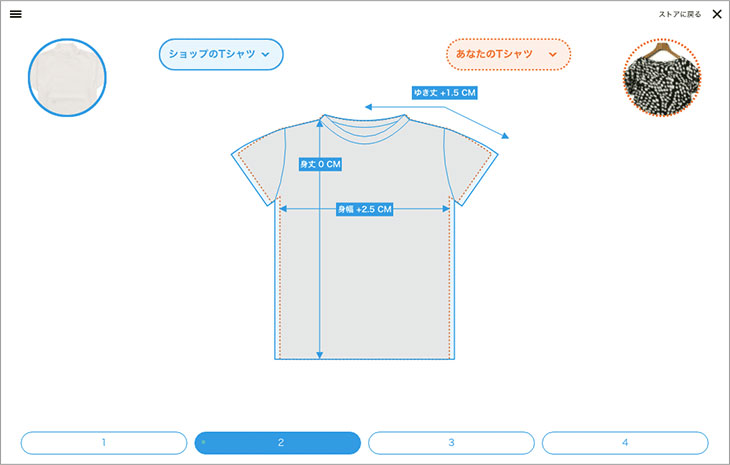 ストアに戻る
ショップのTシャツ
あなたのTシャツ
ゆき丈 +1.5 CM
身丈 0 CM
身幅 +2.5 CM
1
2
3
4